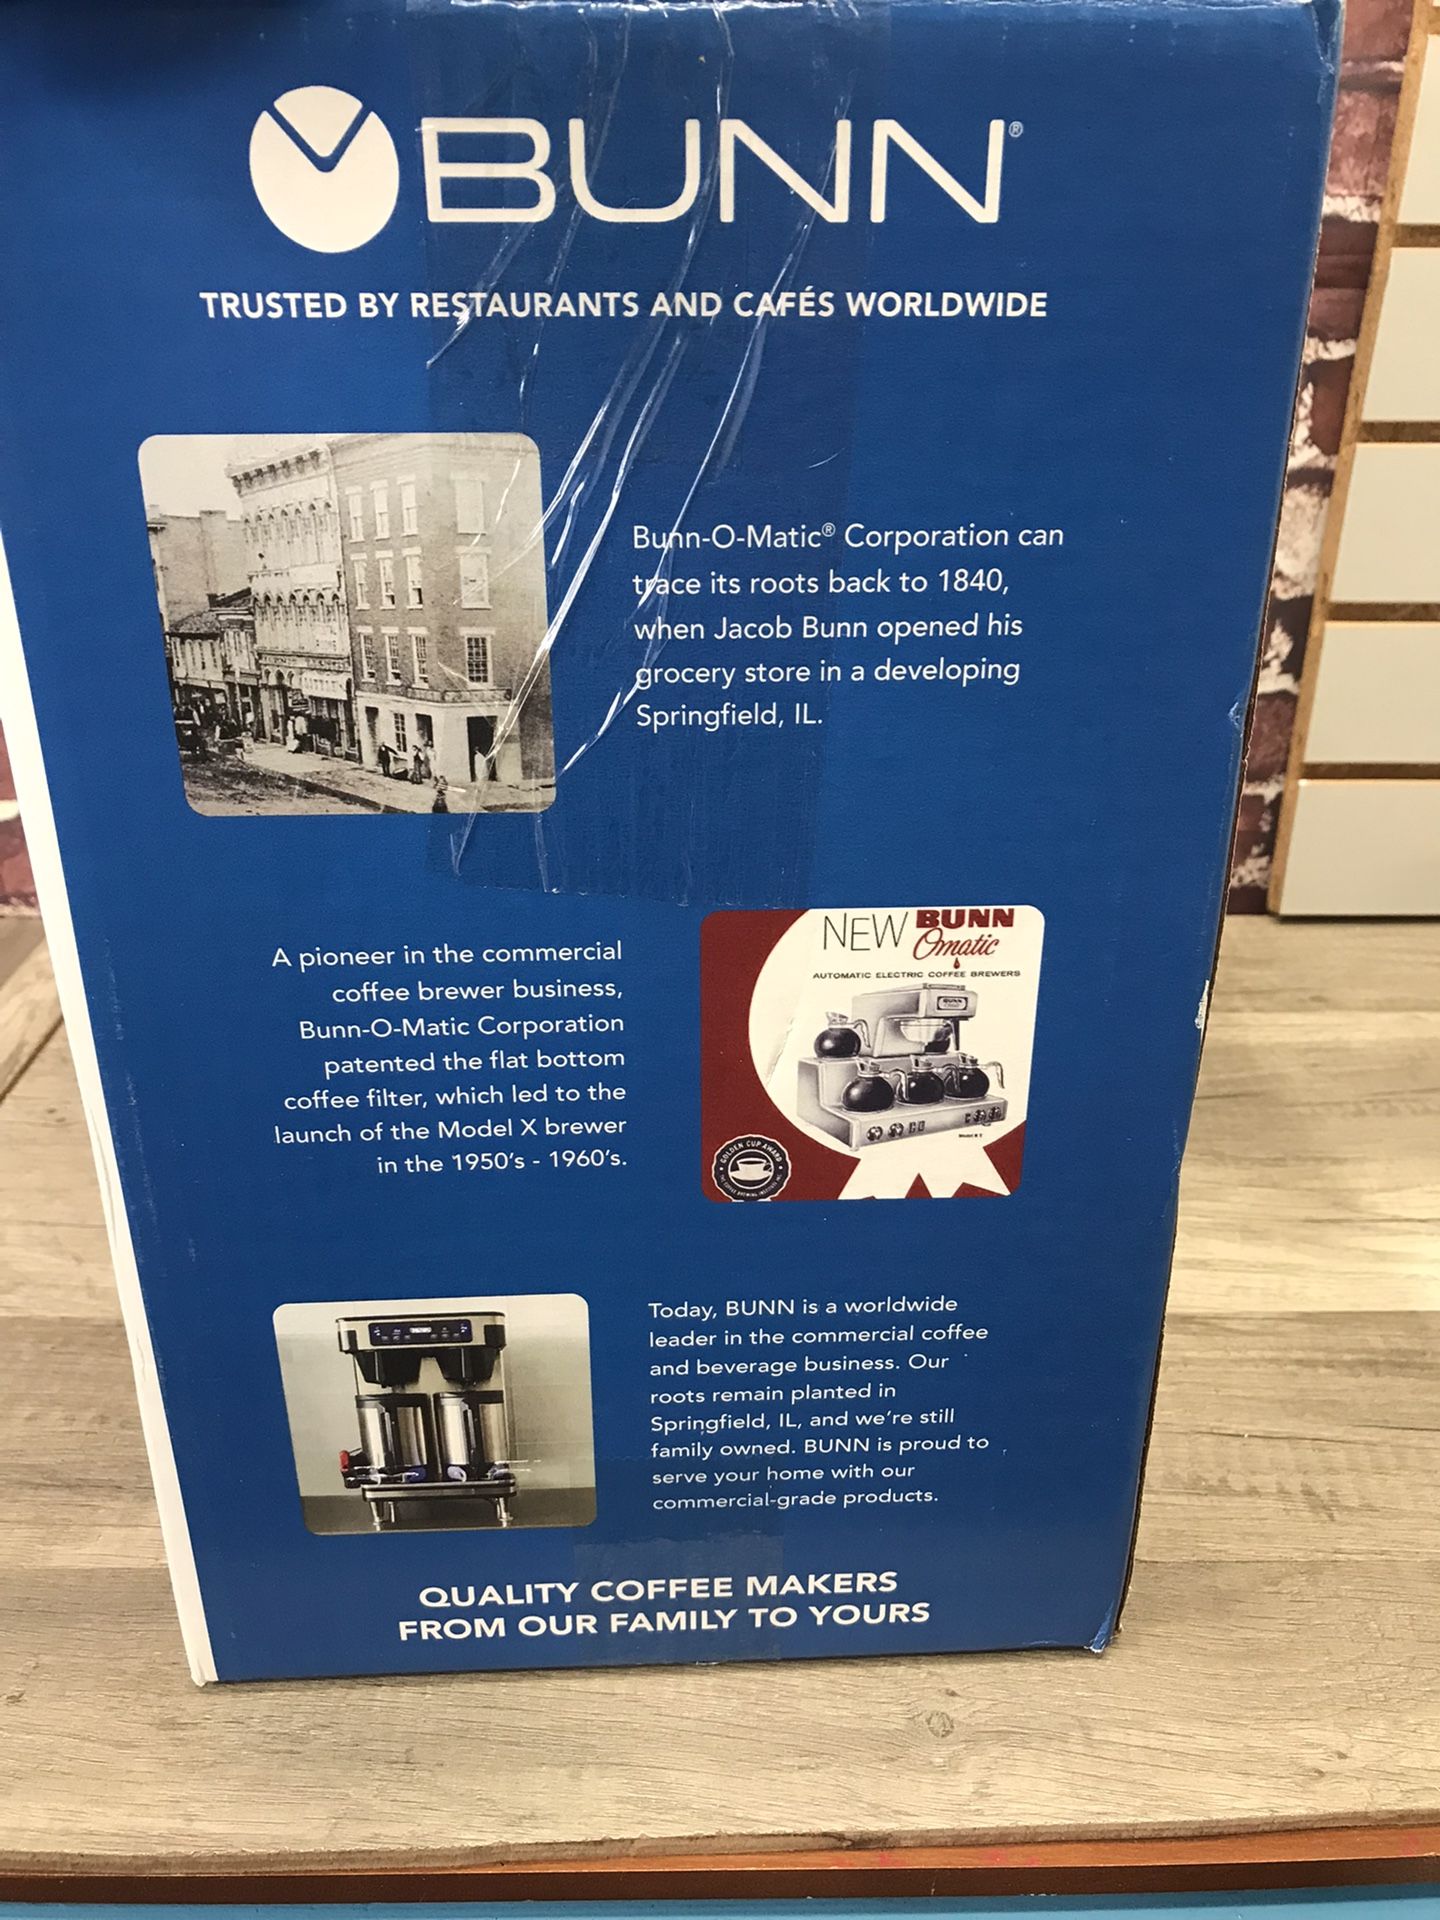 BUNN®
TRUSTED BY RESTAURANTS AND CAFÉS WORLDWIDE
Bunn-O-Matic® Corporation can
trace its roots back to 1840,
when Jacob Bunn opened his
grocery store in a developing
Springfield, IL.
A pioneer in the commercial
coffee brewer business,
Bunn-O-Matic Corporation
patented the flat bottom
coffee filter, which led to the
launch of the Model X brewer
in the 1950's - 1960's.
NEW BUNN
Omatic
AUTOMATIC ELECTRIC COFFEE BREWERS
BUNN
GOLDEN CUP AWARD
Today, BUNN is a worldwide
leader in the commercial coffee
and beverage business. Our
roots remain planted in
Springfield, IL, and we're still
family owned. BUNN is proud to
serve your home with our
commercial-grade products.
QUALITY COFFEE MAKERS
FROM OUR FAMILY TO YOURS